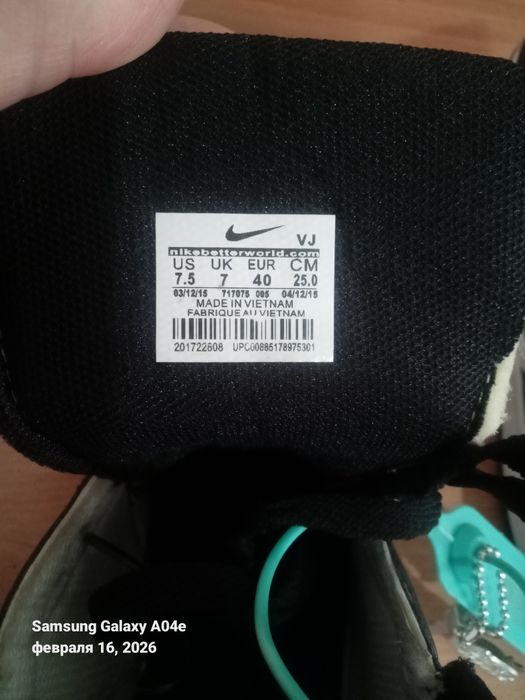 VJ
nikebetterworld.com
US UK EUR CM
7.5 7 40 25.0
03/12/15 717075 005 04/12/15
MADE IN VIETNAM
FABRIQUE AU VIETNAM
201722608 UPC00885178975301
Samsung Galaxy A04e
февраля 16, 2026